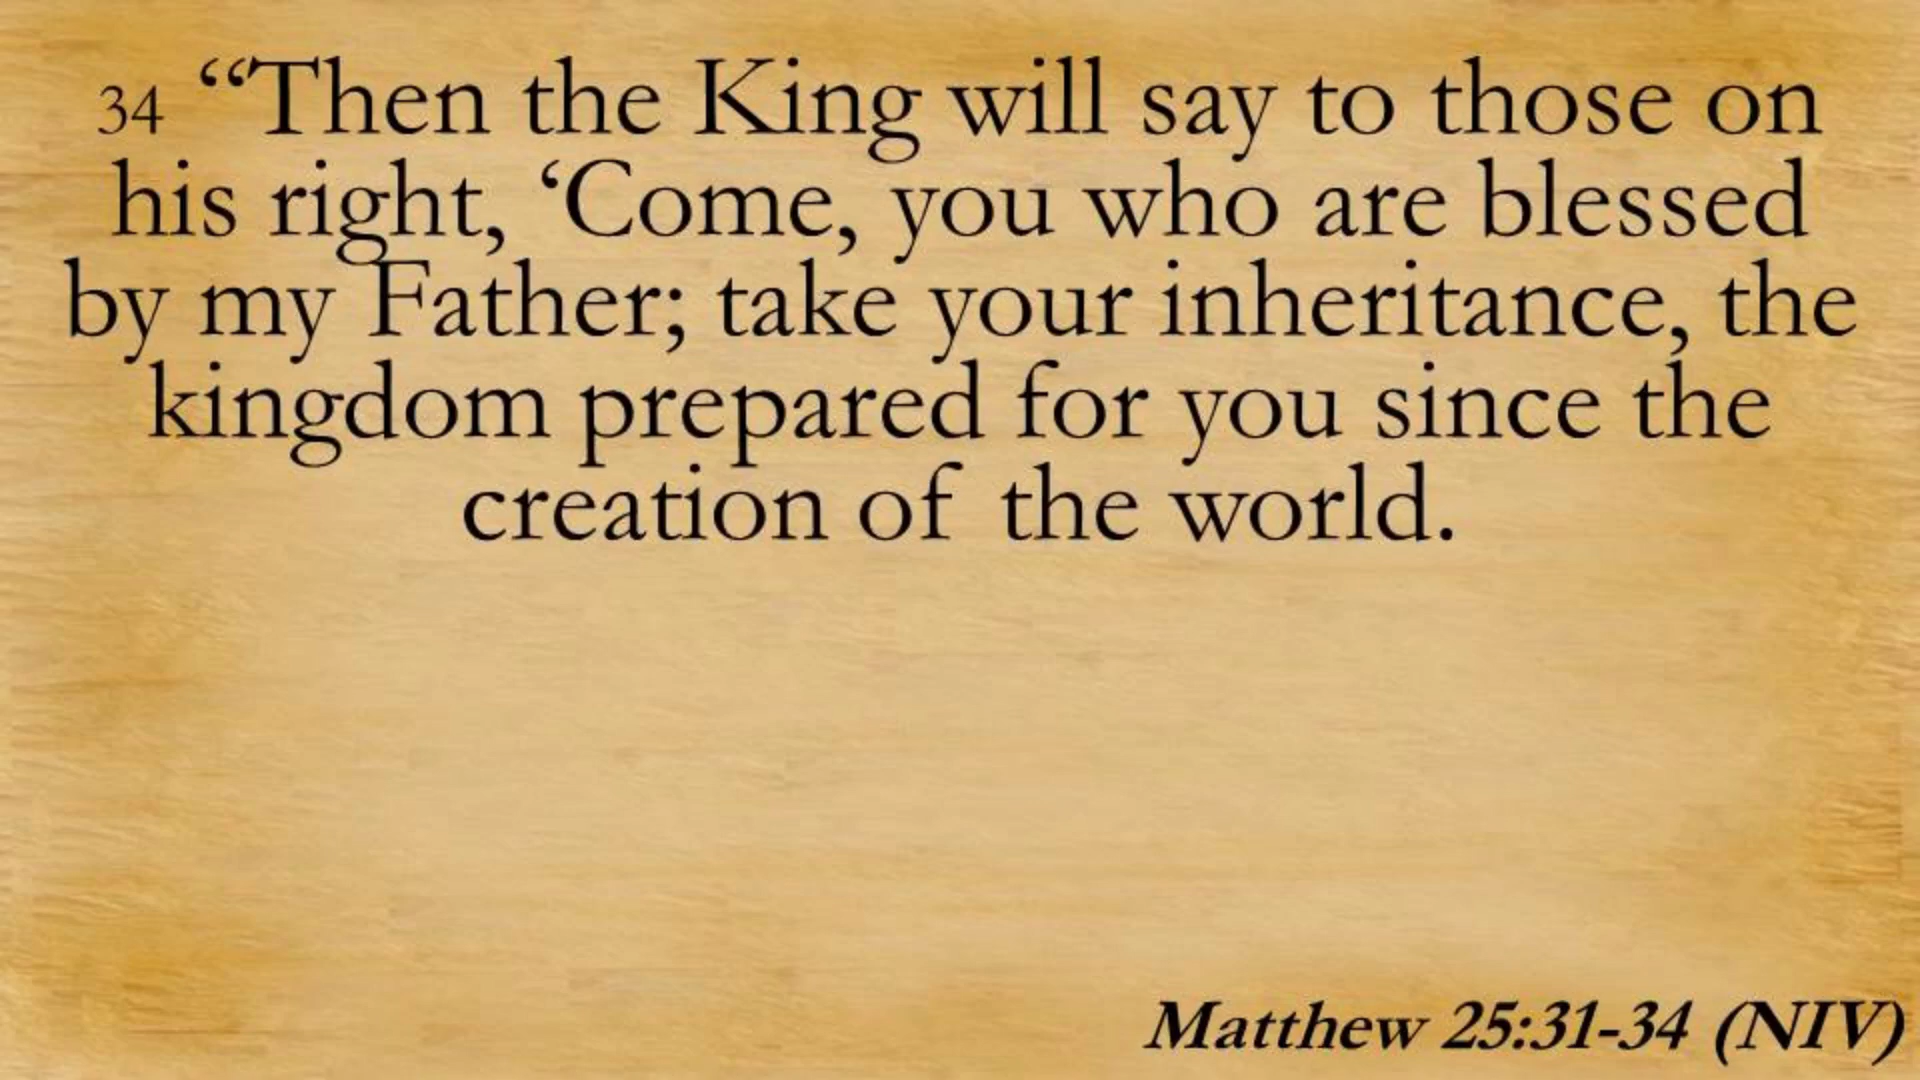 34 “Then the King will say to those on
his right, ‘Come, you who are blessed
by my Father; take your inheritance, the
kingdom prepared for you since the
creation of the world.
Matthew 25:31-34 (NIV)